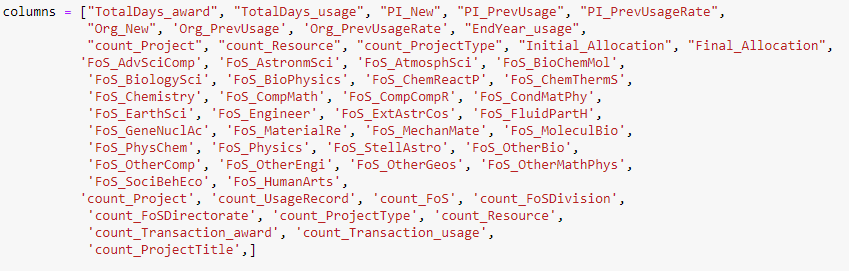 columns = ["TotalDays_award", "TotalDays_usage", "PI_New", "PI_PrevUsage", "PI_PrevUsageRate",
"Org_New", 'Org_PrevUsage', 'Org_PrevUsageRate', "EndYear_usage",
"count_Project", "count_Resource", "count_ProjectType", "Initial_Allocation", "Final_Allocation",
'FoS_AdvSciComp', 'FoS_AstronmSci', 'FoS_AtmosphSci', 'FoS_BioChemMol',
'FoS_BiologySci', 'FoS_BioPhysics', 'FoS_ChemReactP', 'FoS_ChemThermS',
'FoS_Chemistry', 'FoS_CompMath', 'FoS_CompCompR', 'FoS_CondMatPhy',
'FoS_EarthSci', 'FoS_Engineer', 'FoS_ExtAstrCos', 'FoS_FluidPartH',
'FoS_GeneNuclAc', 'FoS_MaterialRe', 'FoS_MechanMate', 'FoS_MoleculBio',
'FoS_PhysChem', 'FoS_Physics', 'FoS_StellAstro', 'FoS_OtherBio',
'FoS_OtherComp', 'FoS_OtherEngi', 'FoS_OtherGeos', 'FoS_OtherMathPhys',
'FoS_SociBehEco', 'FoS_HumanArts',
'count_Project', 'count_UsageRecord', 'count_FoS', 'count_FoSDivision',
'count_FoSDirectorate', 'count_ProjectType', 'count_Resource',
'count_Transaction_award', 'count_Transaction_usage',
'count_ProjectTitle',]